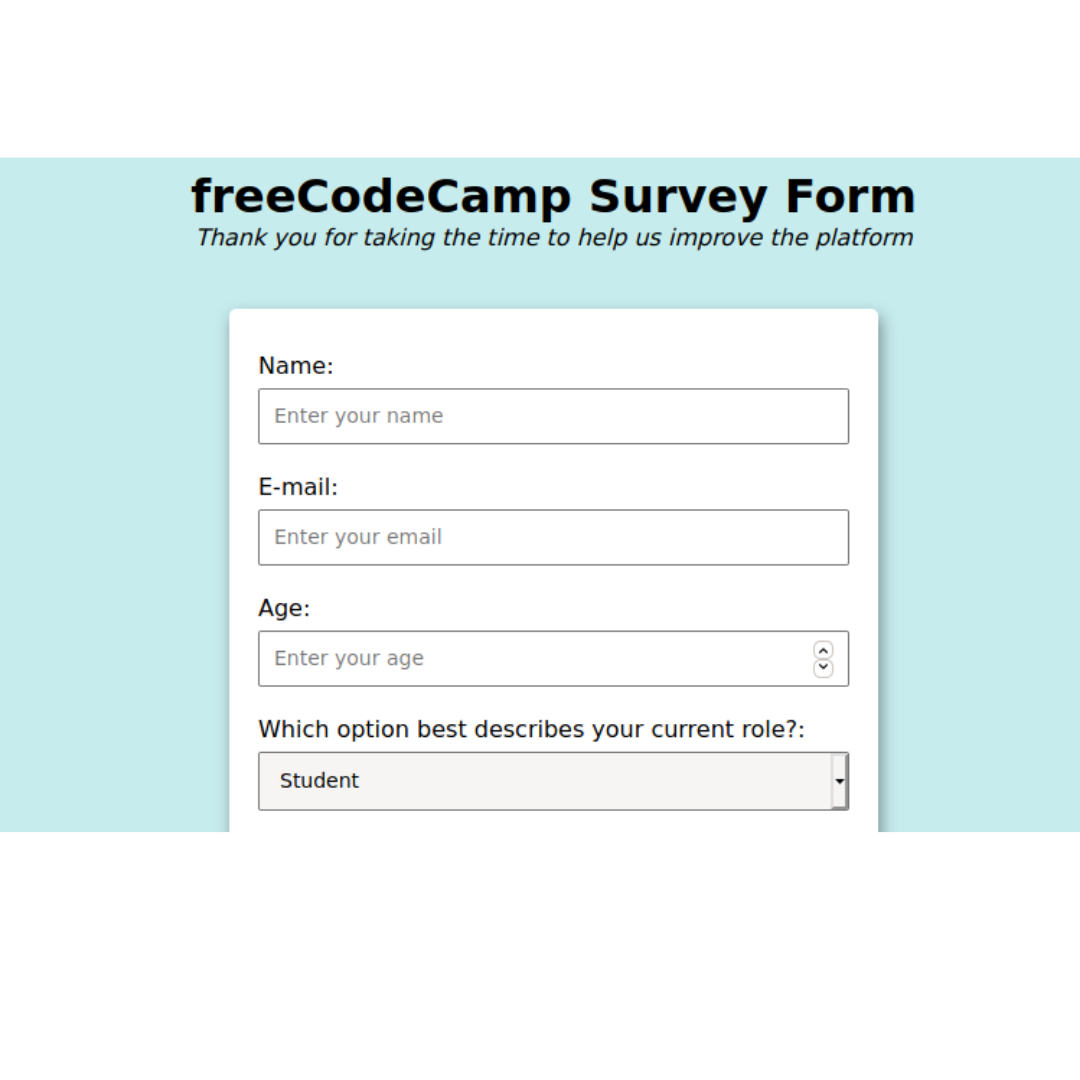 freeCodeCamp Survey Form
Thank you for taking the time to help us improve the platform
Name:
Enter your name
E-mail:
Enter your email
Age:
Enter your age
Which option best describes your current role?:
Student